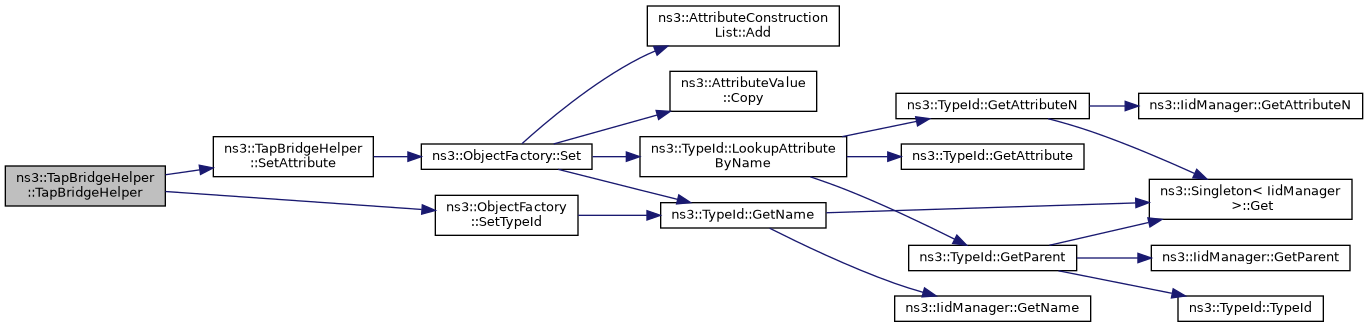 ns3::TapBridgeHelper
::TapBridgeHelper
ns3::TapBridgeHelper
::SetAttribute
ns3::ObjectFactory
::SetTypeId
ns3::ObjectFactory::Set
ns3::AttributeConstruction
List::Add
ns3::AttributeValue
::Copy
ns3::TypeId::LookupAttribute
ByName
ns3::TypeId::GetName
ns3::TypeId::GetAttributeN
ns3::TypeId::GetAttribute
ns3::TypeId::GetParent
ns3::IidManager::GetName
ns3::IidManager::GetAttributeN
ns3::Singleton< IidManager
>::Get
ns3::IidManager::GetParent
ns3::TypeId::TypeId